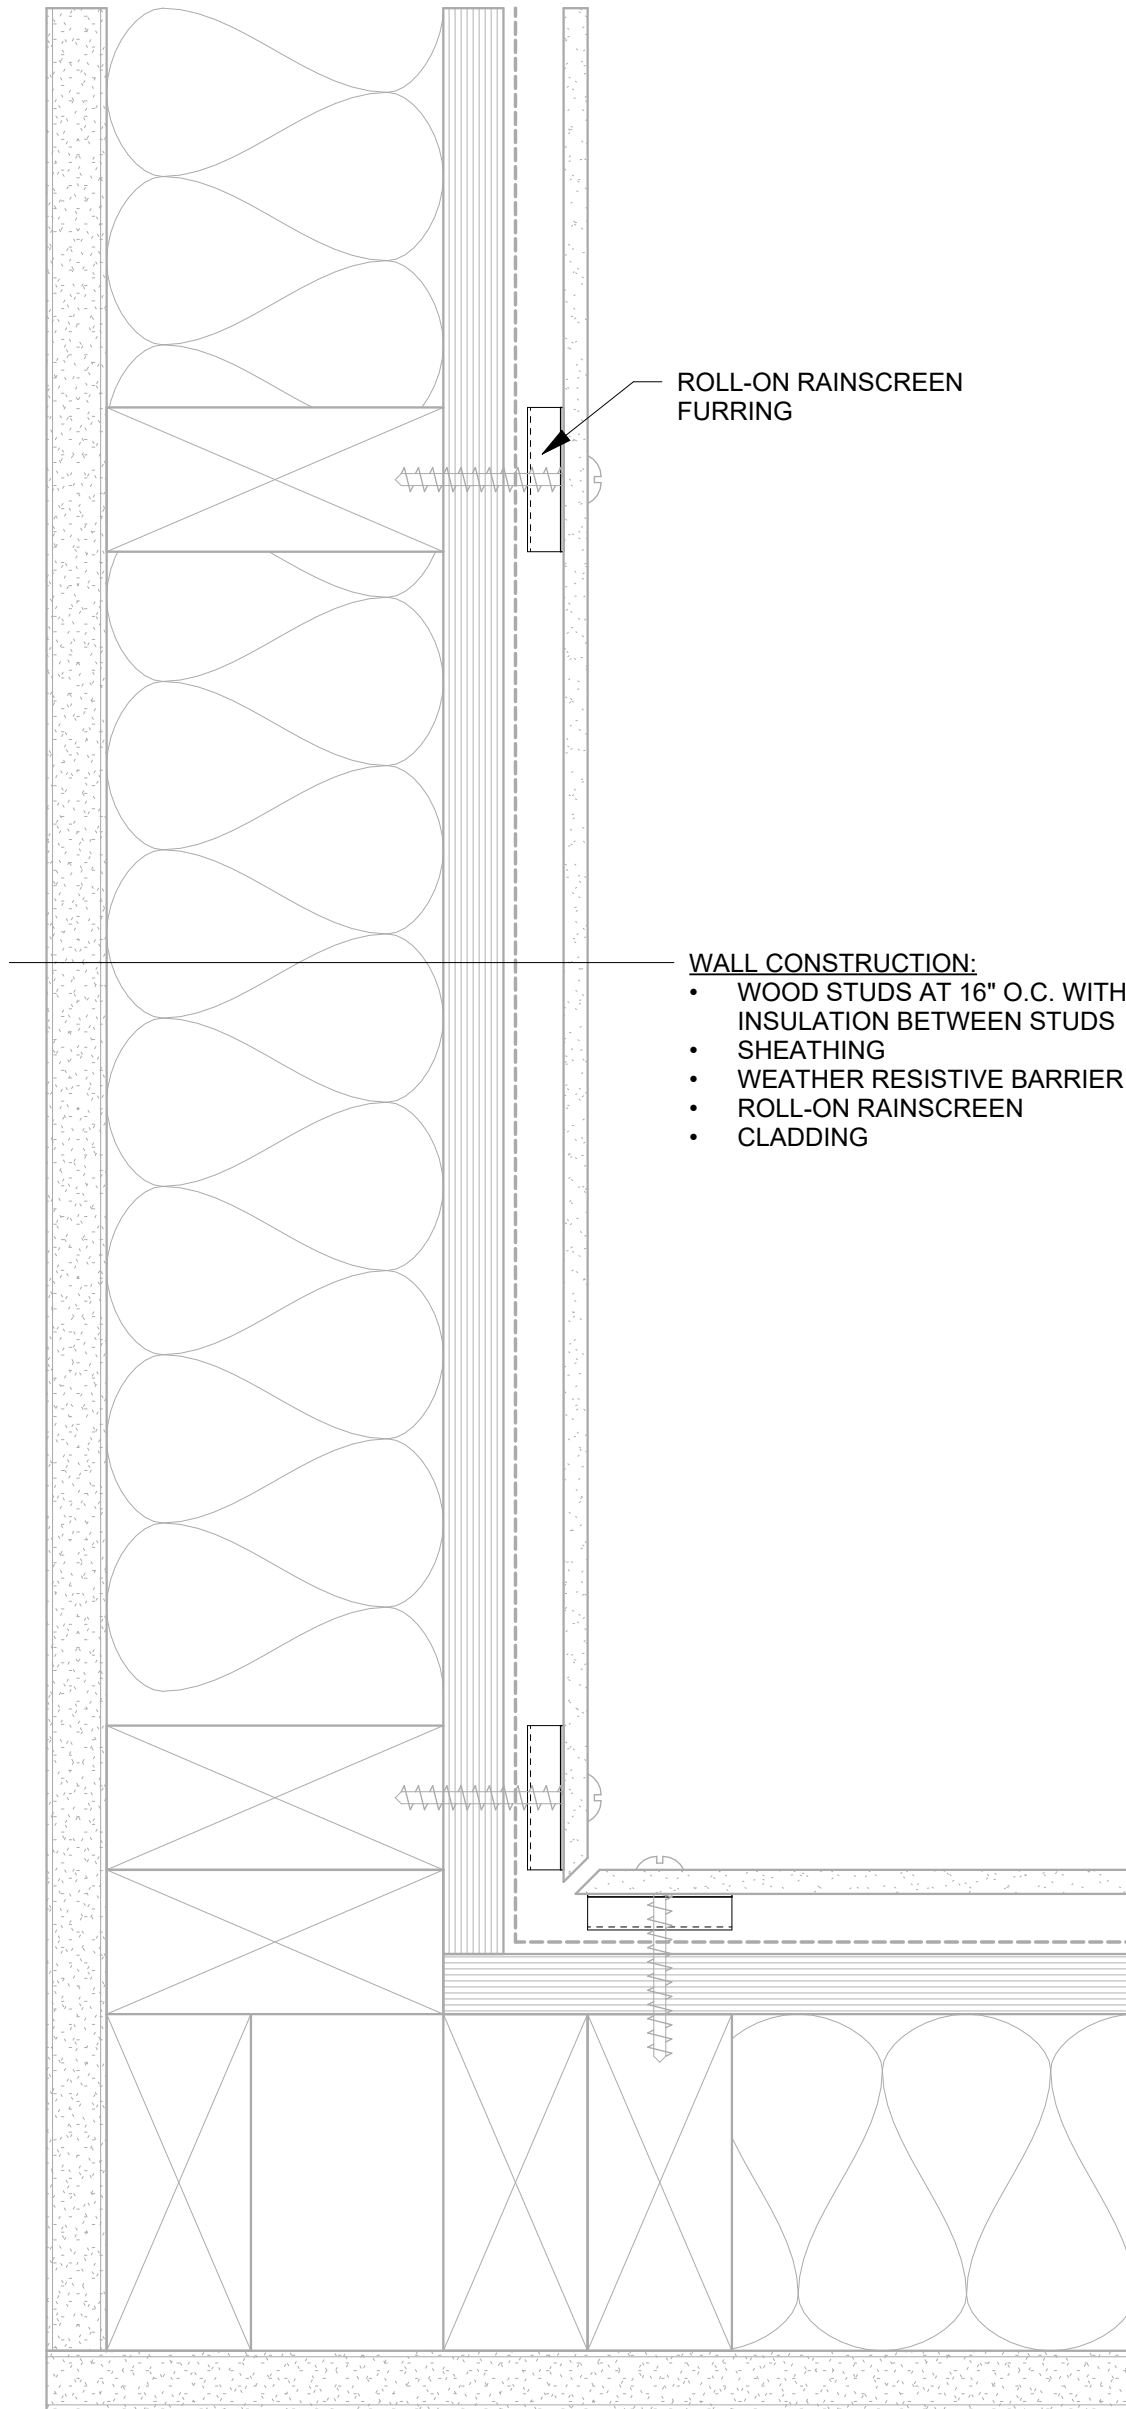 ROLL-ON RAINSCREEN
FURRING
WALL CONSTRUCTION:
• WOOD STUDS AT 16" O.C. WITH
INSULATION BETWEEN STUDS
• SHEATHING
• WEATHER RESISTIVE BARRIER
• ROLL-ON RAINSCREEN
• CLADDING